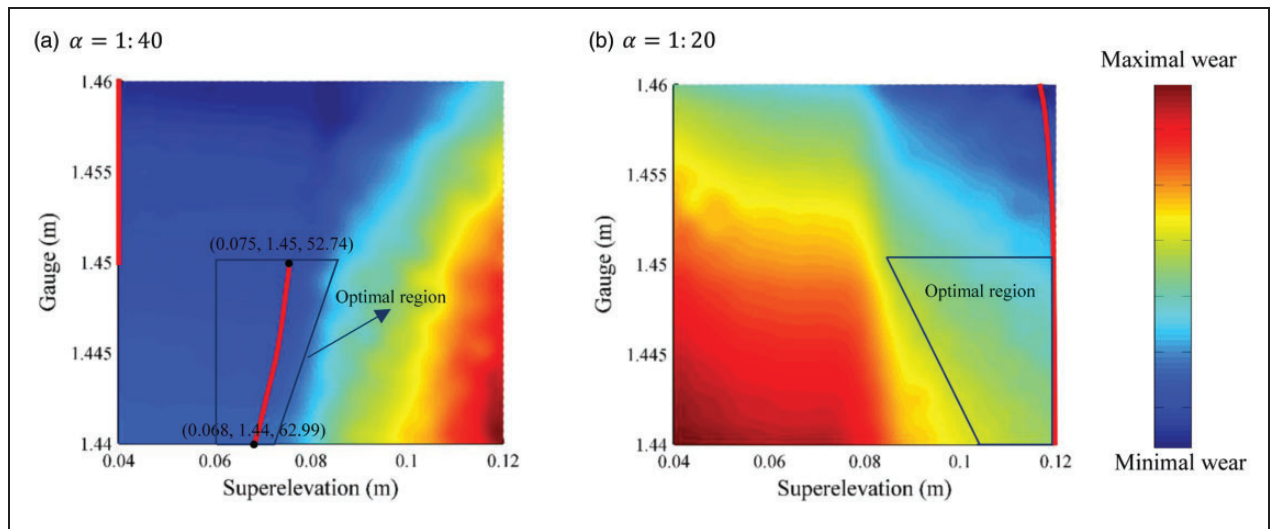 (a) α = 1: 40
1.46
1.455
1.45
1.445
1.44
Gauge (m)
(0.075, 1.45, 52.74)
Optimal region
(0.068, 1.44, 62.99)
0.04
0.06
0.08
0.1
0.12
Superelevation (m)
(b) α = 1: 20
1.46
1.455
1.45
1.445
1.44
Gauge (m)
Optimal region
0.04
0.06
0.08
0.1
0.12
Superelevation (m)
Maximal wear
Minimal wear